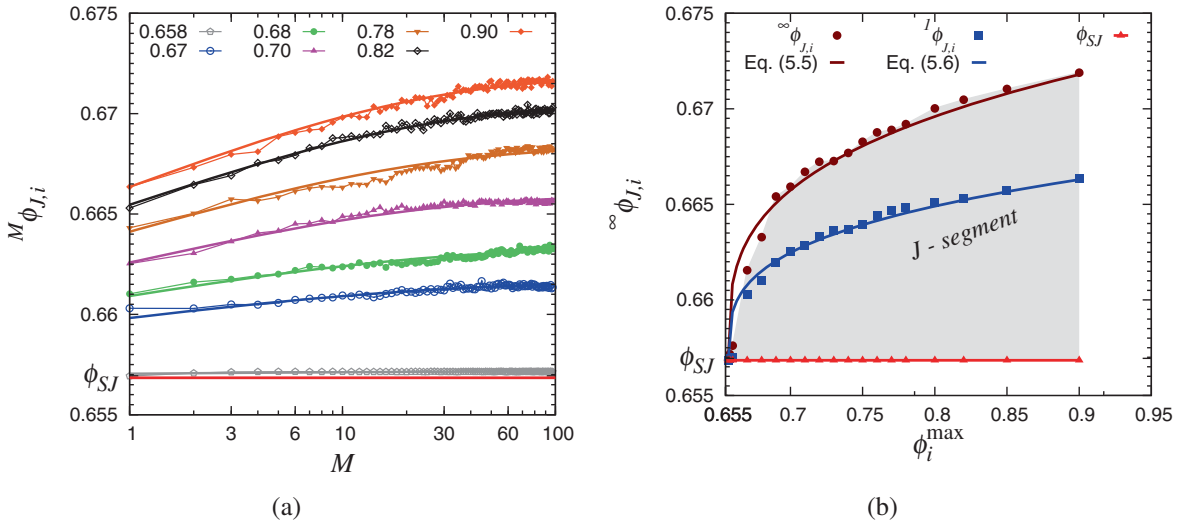 0.658 0.68 0.78 0.90
0.67 0.70 0.82
0.675
0.67
0.665
0.66
ϕSJ
0.655
MϕJ,i
1 3 6 10 30 60 100
M
(a)
∞ϕJ,i 1ϕJ,i ϕSJ
Eq. (5.5) Eq. (5.6)
0.675
0.67
0.665
0.66
ϕSJ
0.655
∞ϕJ,i
J - segment
0.655 0.7 0.75 0.8 0.85 0.9 0.95
ϕimax
(b)